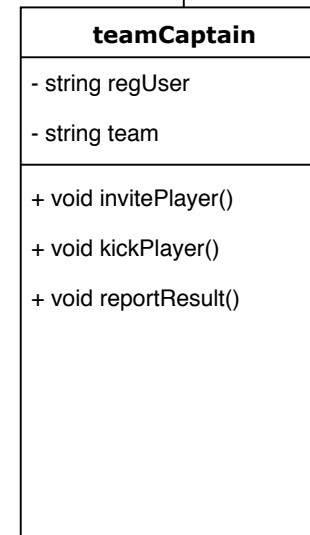 teamCaptain
- string regUser
- string team
+ void invitePlayer()
+ void kickPlayer()
+ void reportResult()